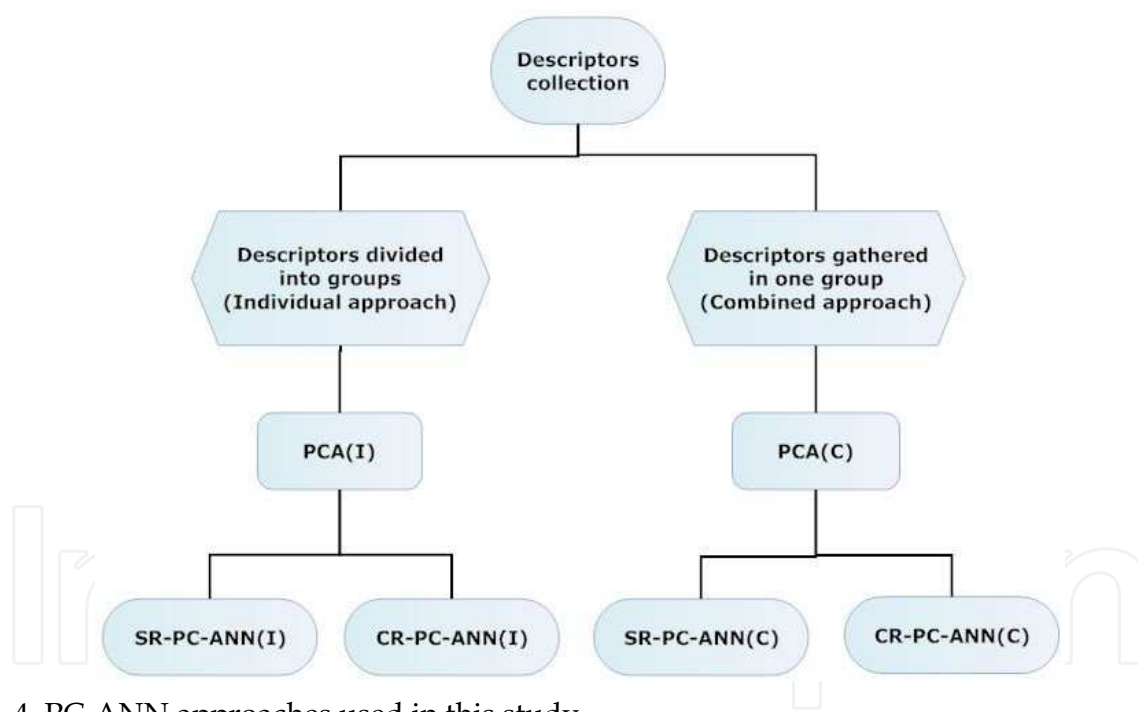 Descriptors
collection
Descriptors divided
into groups
(Individual approach)
Descriptors gathered
in one group
(Combined approach)
PCA(I)
PCA(C)
SR-PC-ANN(I)
CR-PC-ANN(I)
SR-PC-ANN(C)
CR-PC-ANN(C)
4. PC-ANN approaches used in this study